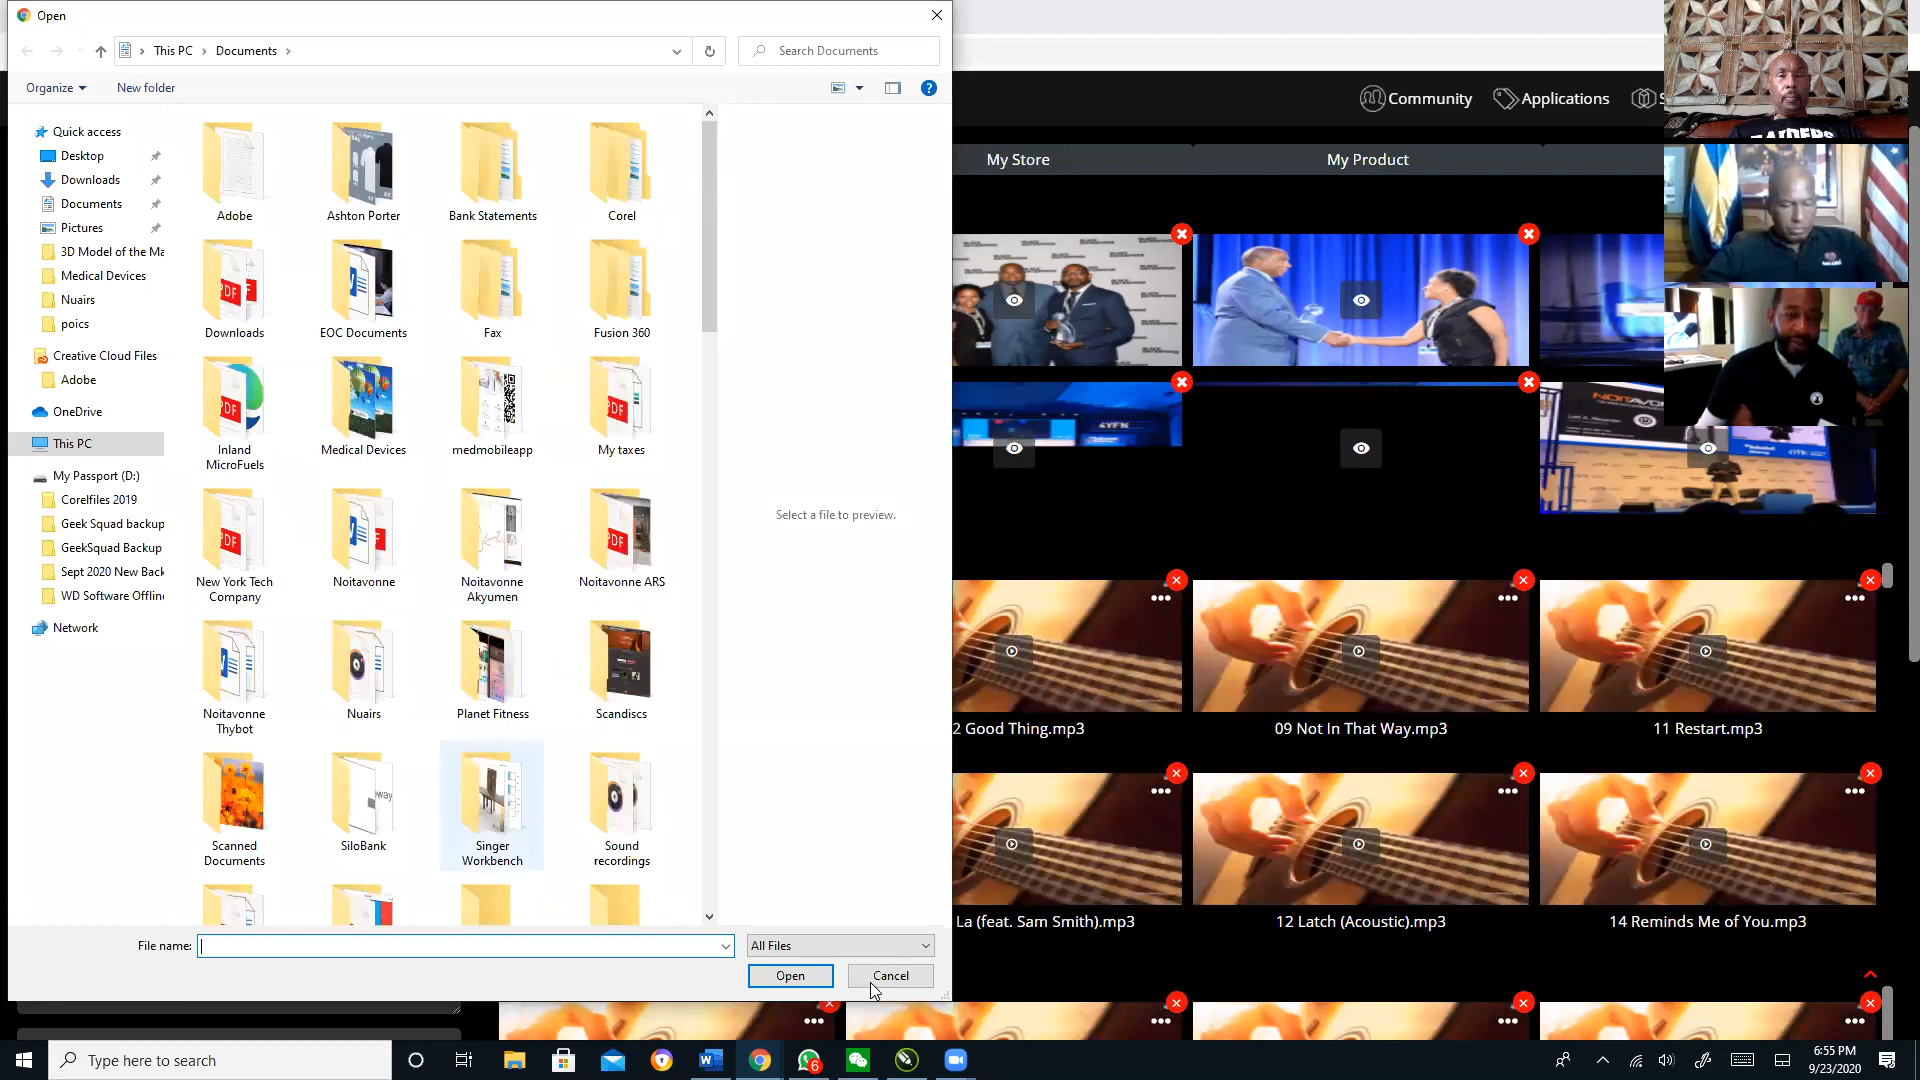 Open
This PC
Documents
Search Documents
Organize
New folder
Quick access
Desktop
Downloads
Documents
Pictures
3D Model of the Ma
Medical Devices
Nuairs
poics
Creative Cloud Files
Adobe
OneDrive
This PC
My Passport (D:)
Corelfiles 2019
Geek Squad backup
GeekSquad Backup
Sept 2020 New Back
WD Software Offline
Network
Adobe
Ashton Porter
Bank Statements
Corel
Downloads
EOC Documents
Fax
Fusion 360
Inland
MicroFuels
Medical Devices
medmobileapp
My taxes
New York Tech
Company
Noitavonne
Noitavonne
Akyumen
Noitavonne ARS
Noitavonne
Thybot
Nuairs
Planet Fitness
Scandiscs
Scanned
Documents
SiloBank
Singer
Workbench
Sound
recordings
Select a file to preview.
File name:
All Files
Open
Cancel
Community
Applications
S
My Store
My Product
2 Good Thing.mp3
09 Not In That Way.mp3
11 Restart.mp3
La (feat. Sam Smith).mp3
12 Latch (Acoustic).mp3
14 Reminds Me of You.mp3
Type here to search
6
6:55 PM
9/23/2020